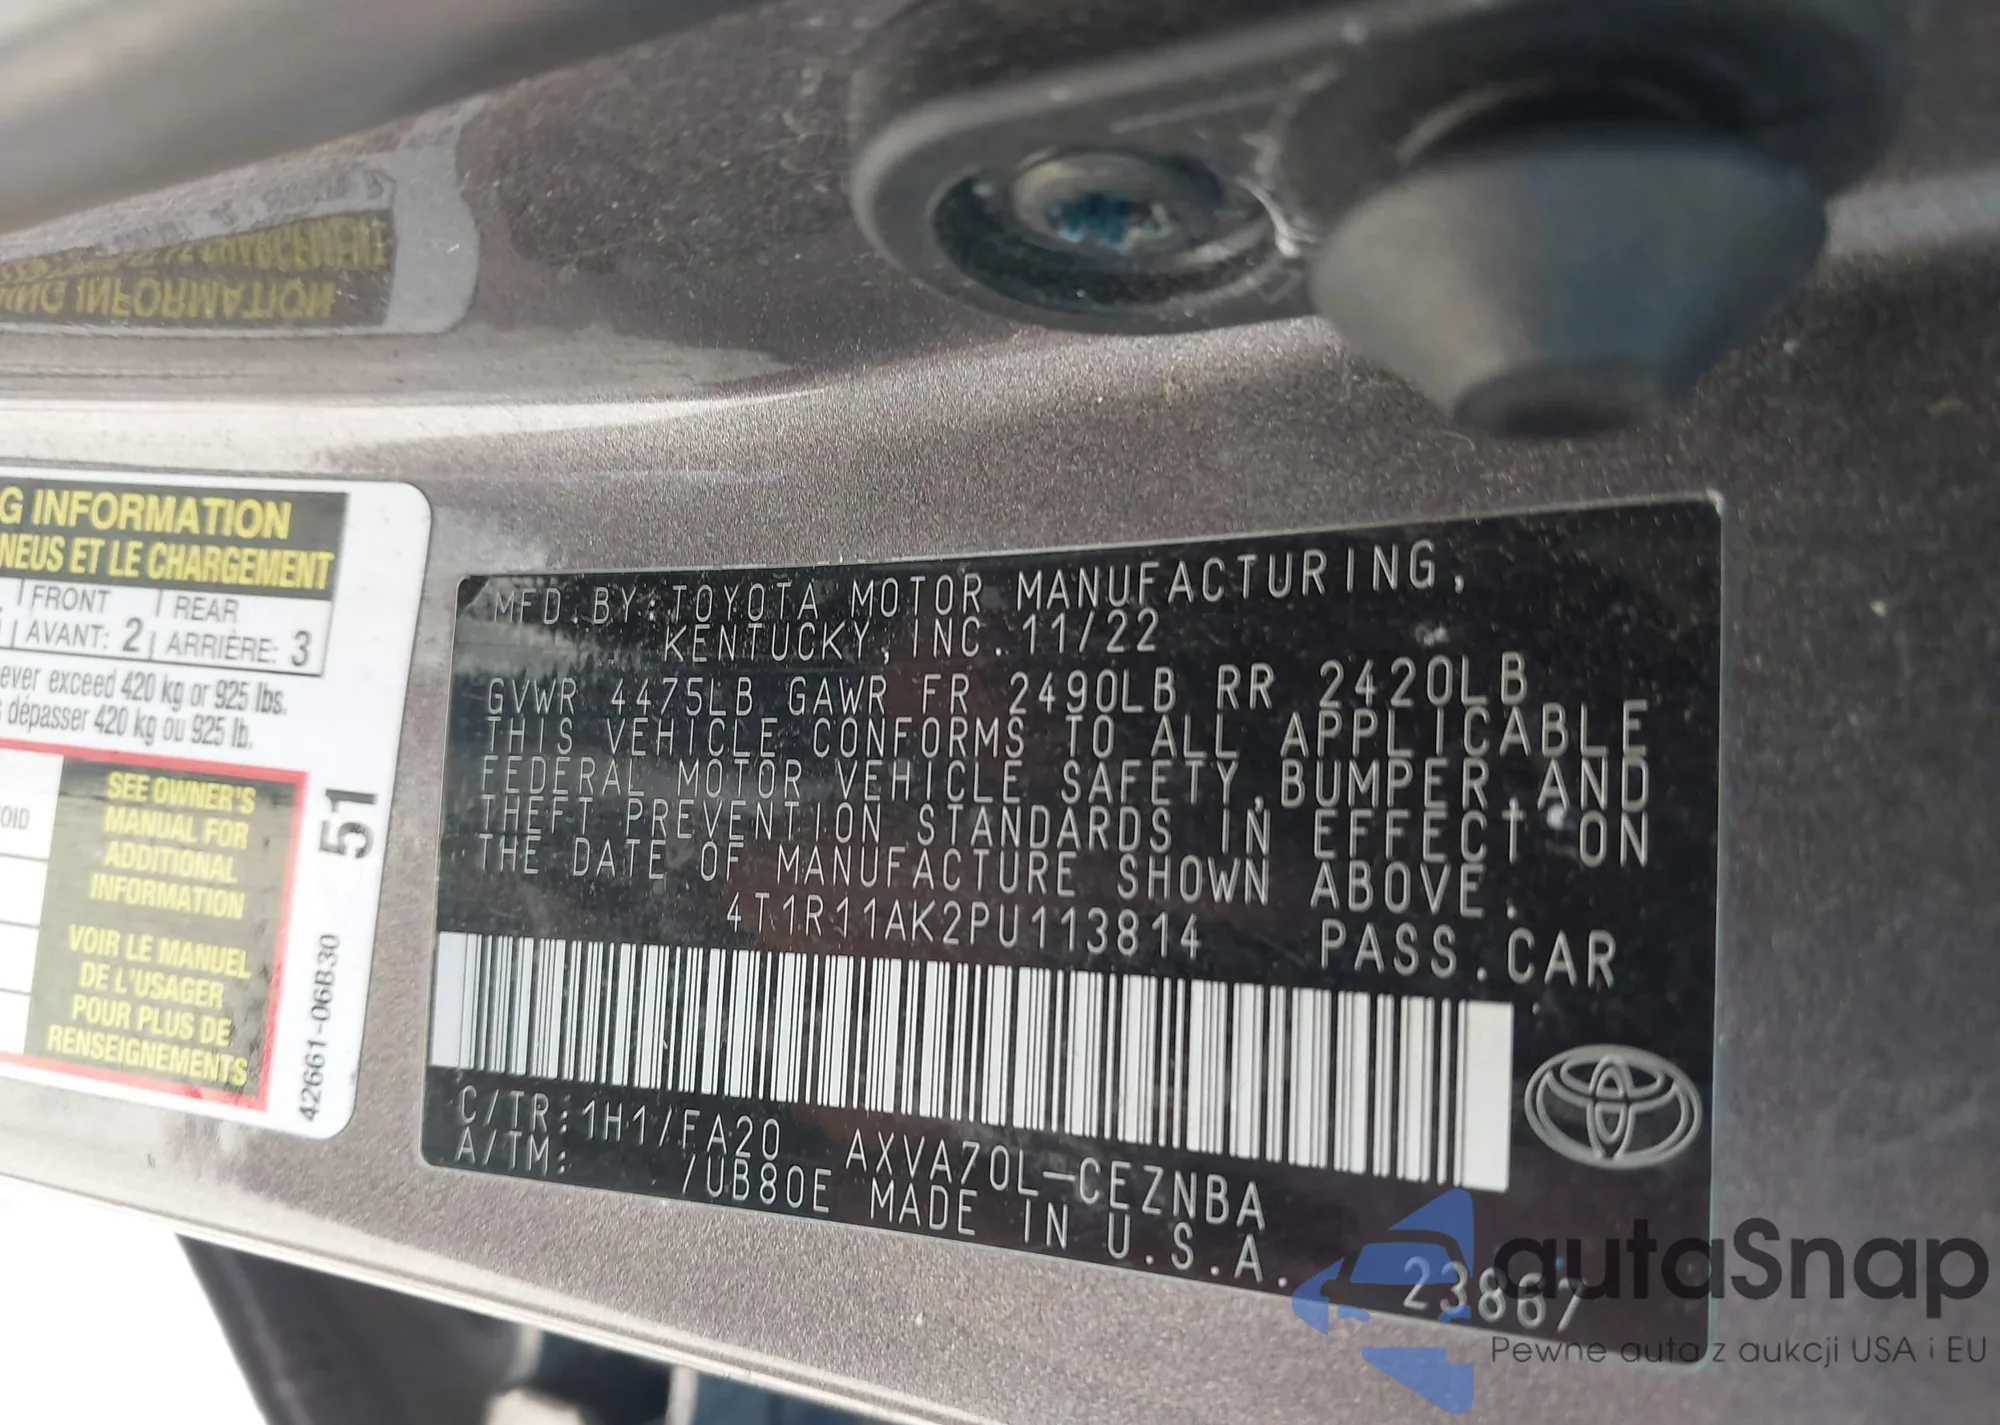 G INFORMATION
NEUS ET LE CHARGEMENT
FRONT REAR
AVANT: 2 ARRIÈRE: 3
ever exceed 420 kg or 925 lbs.
dépasser 420 kg ou 925 lb.
SEE OWNER'S
MANUAL FOR
ADDITIONAL
INFORMATION
VOIR LE MANUEL
DE L'USAGER
POUR PLUS DE
RENSEIGNEMENTS
51
42661-06B30
MFD.BY:TOYOTA MOTOR MANUFACTURING,
KENTUCKY,INC. 11/22
GVWR 4475LB GAWR FR 2490LB RR 2420LB
THIS VEHICLE CONFORMS TO ALL APPLICABLE
FEDERAL MOTOR VEHICLE SAFETY,BUMPER,AND
THEFT PREVENTION STANDARDS IN EFFECT ON
THE DATE OF MANUFACTURE SHOWN ABOVE.
4T1R11AK2PU113814 PASS.CAR
C/TR:1H1/FA20 AXVA70L-CEZNBA
A/TM: /UB80E MADE IN U.S.A.
23867
autaSnap
Pewne auta z aukcji USA i EU